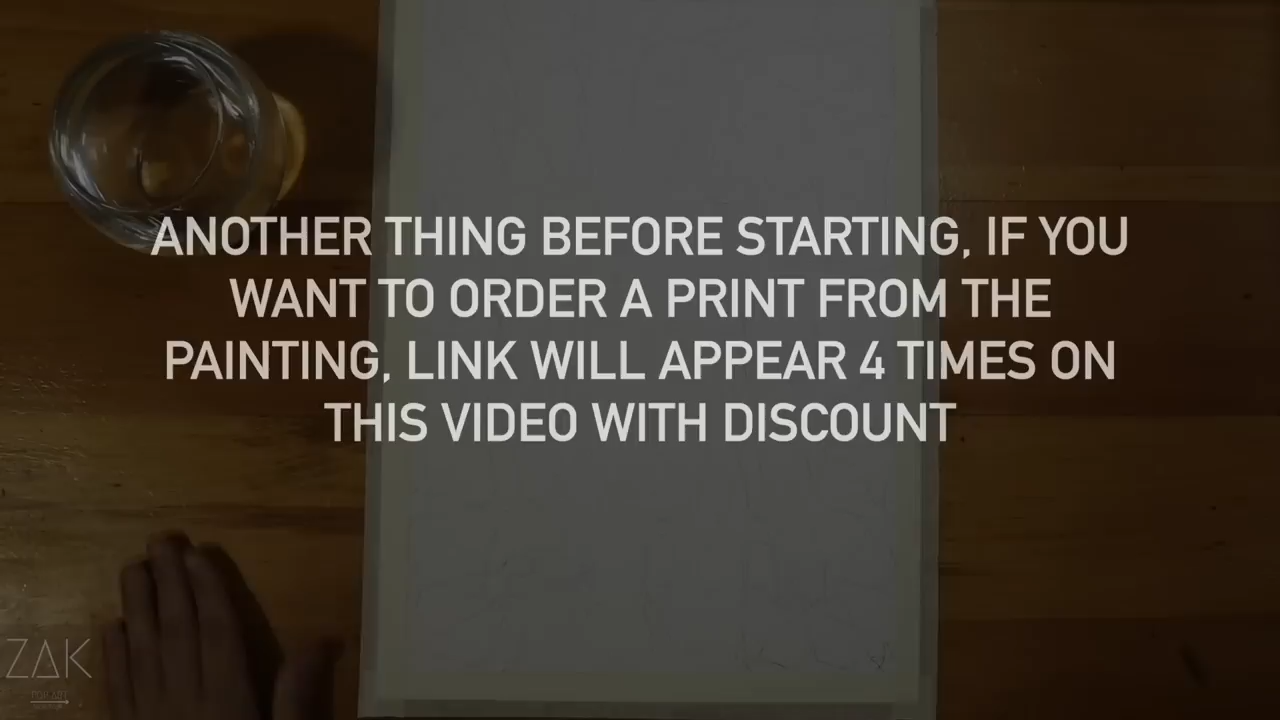 ANOTHER THING BEFORE STARTING, IF YOU
WANT TO ORDER A PRINT FROM THE
PAINTING, LINK WILL APPEAR 4 TIMES ON
THIS VIDEO WITH DISCOUNT
ZAK